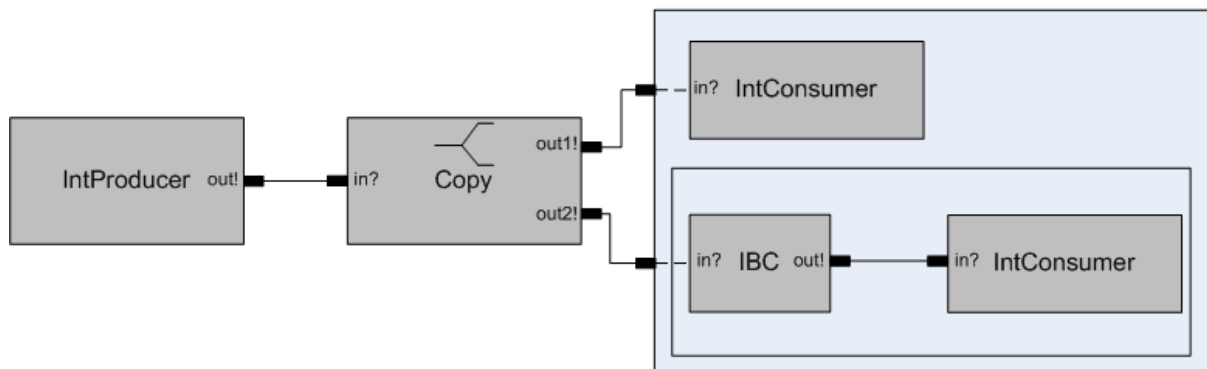 in? IntConsumer
out1!
IntProducer out!
in? Copy
out2!
in? IBC out!
in? IntConsumer